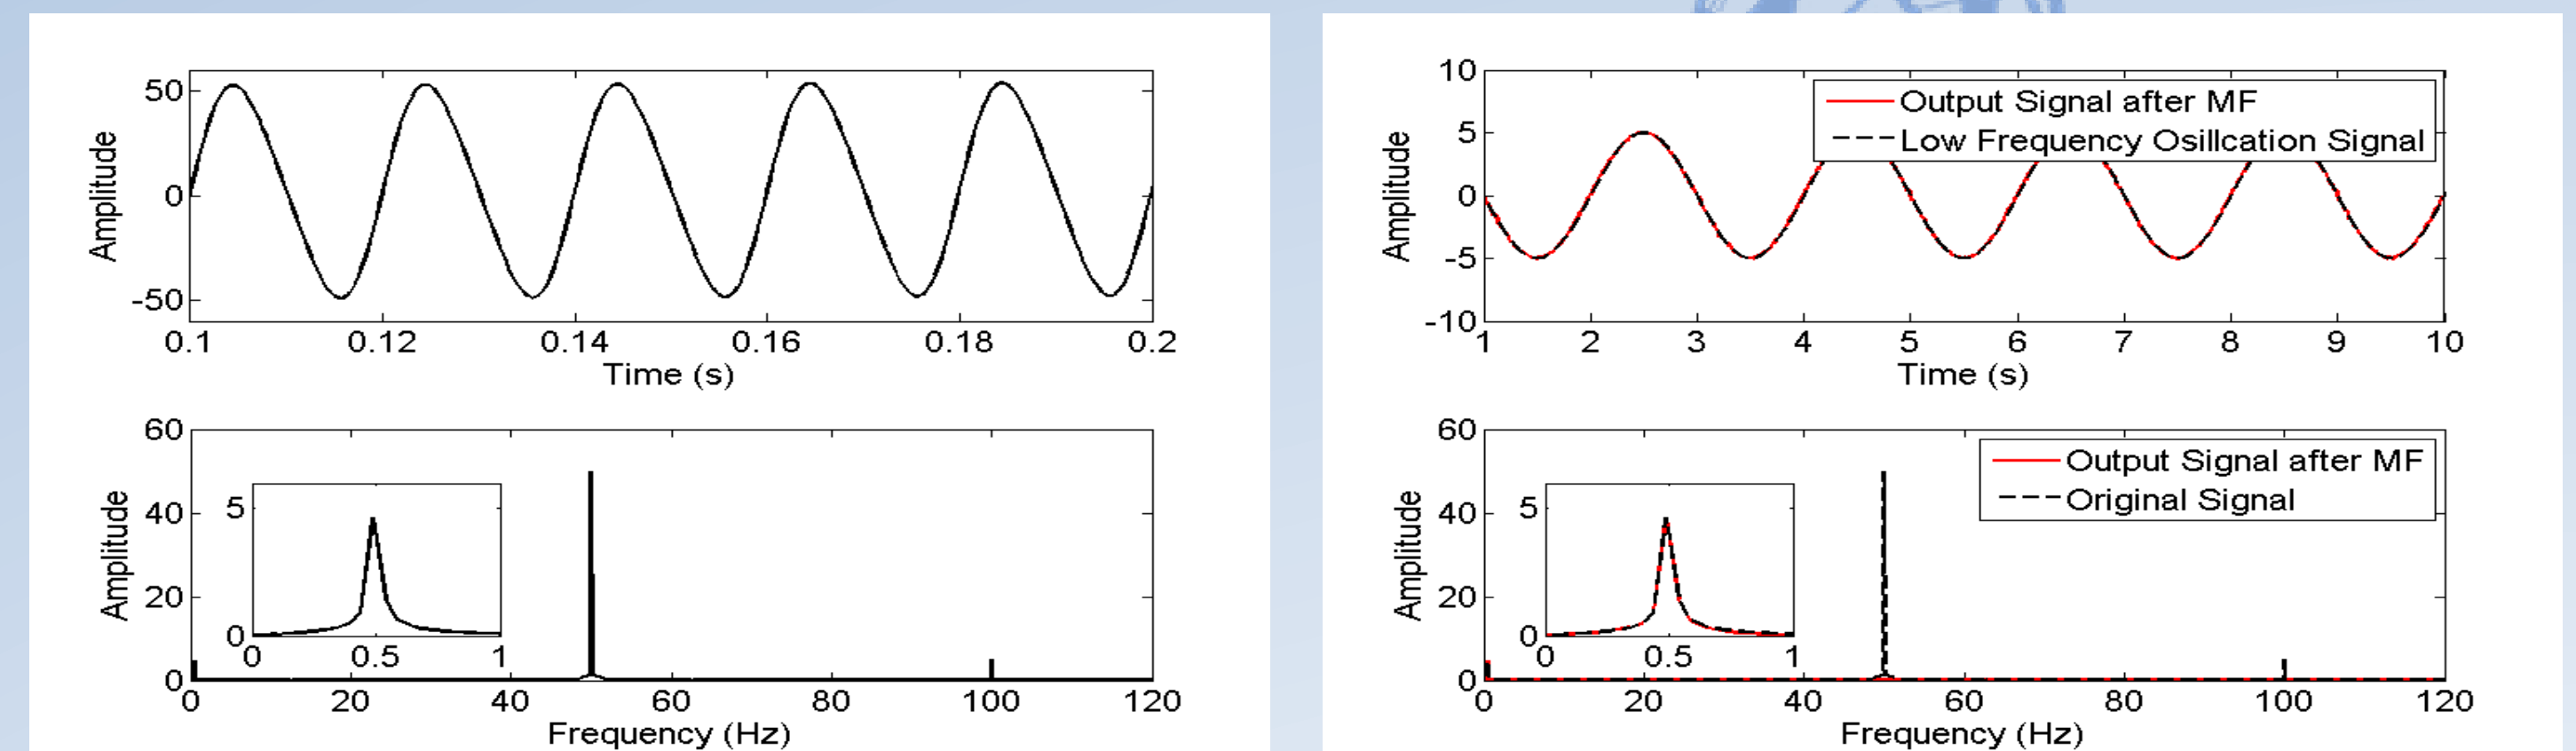 50
0
-50
Amplitude
0.1 0.12 0.14 0.16 0.18 0.2
Time (s)
60
40
20
0
Amplitude
5
0
0 0.5 1
0 20 40 60 80 100 120
Frequency (Hz)
10
5
0
-5
-10
Amplitude
Output Signal after MF
Low Frequency Osillcation Signal
1 2 3 4 5 6 7 8 9 10
Time (s)
60
40
20
0
Amplitude
Output Signal after MF
Original Signal
5
0
0 0.5 1
0 20 40 60 80 100 120
Frequency (Hz)